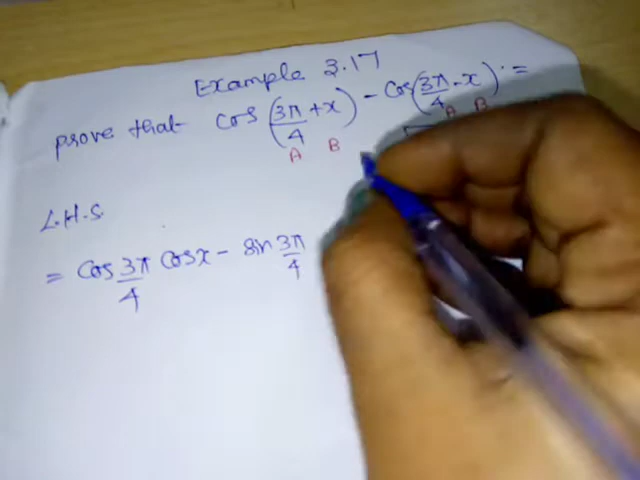 Example 3.17
prove that cos (3π/4 + x) - cos (3π/4 - x) =
A B A B
L.H.S
= cos 3π/4 cos x - sin 3π/4